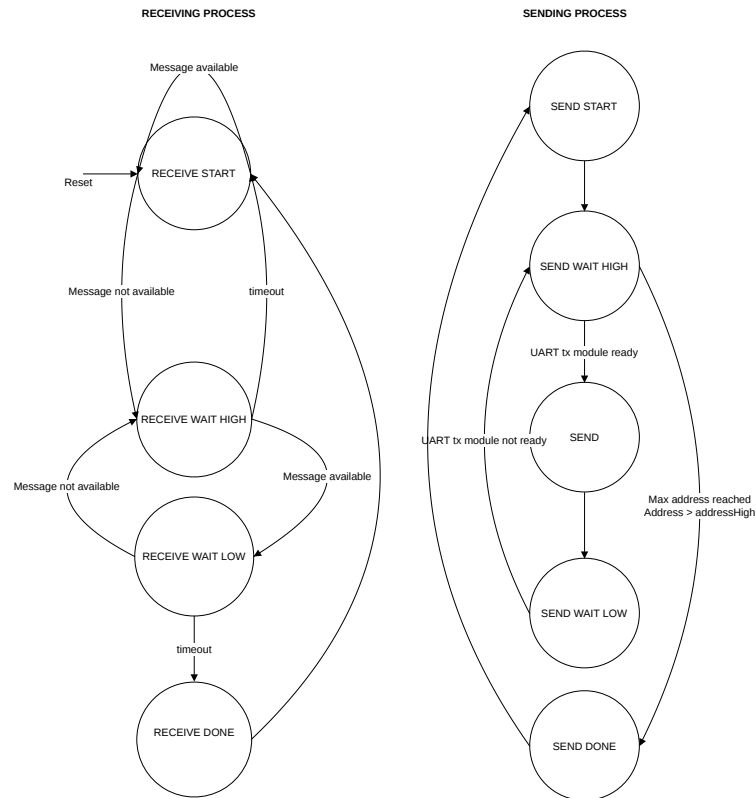 RECEIVING PROCESS
Message available
RECEIVE START
Reset
Message not available
timeout
RECEIVE WAIT HIGH
Message not available
Message available
RECEIVE WAIT LOW
timeout
RECEIVE DONE
SENDING PROCESS
SEND START
SEND WAIT HIGH
UART tx module ready
SEND
UART tx module not ready
Max address reached
Address > addressHigh
SEND WAIT LOW
SEND DONE